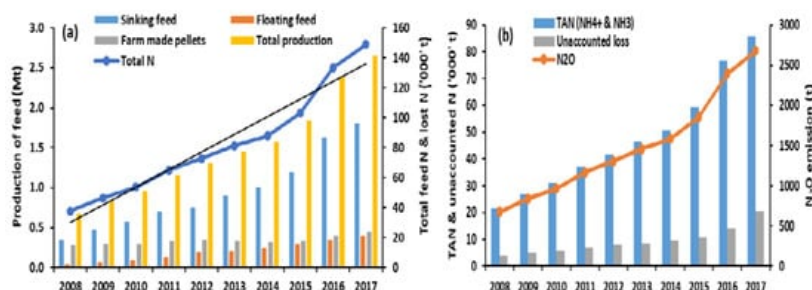 Sinking feed
Floating feed
(a)
Farm made pellets
Total production
Total N
Production of feed (Mt)
3.0
2.5
2.0
1.5
1.0
0.5
0.0
Total feed N & lost N ['000' t]
160
140
120
100
80
60
40
20
0
2008 2009 2010 2011 2012 2013 2014 2015 2016 2017
(b)
TAN (NH4+ & NH3)
Unaccounted loss
N2O
TAN & unaccounted N ('000' t)
90
80
70
60
50
40
30
20
10
0
N2O emission (t)
3000
2500
2000
1500
1000
500
0
2008 2009 2010 2011 2012 2013 2014 2015 2016 2017